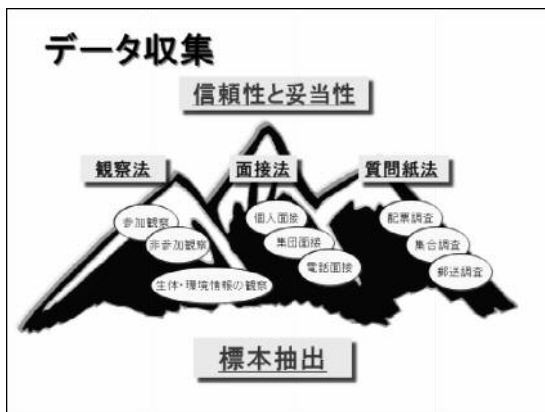 データ収集
信頼性と妥当性
観察法
面接法
質問紙法
参加観察
非参加観察
生体・環境情報の観察
個人面接
集団面接
電話面接
配票調査
集合調査
郵送調査
標本抽出